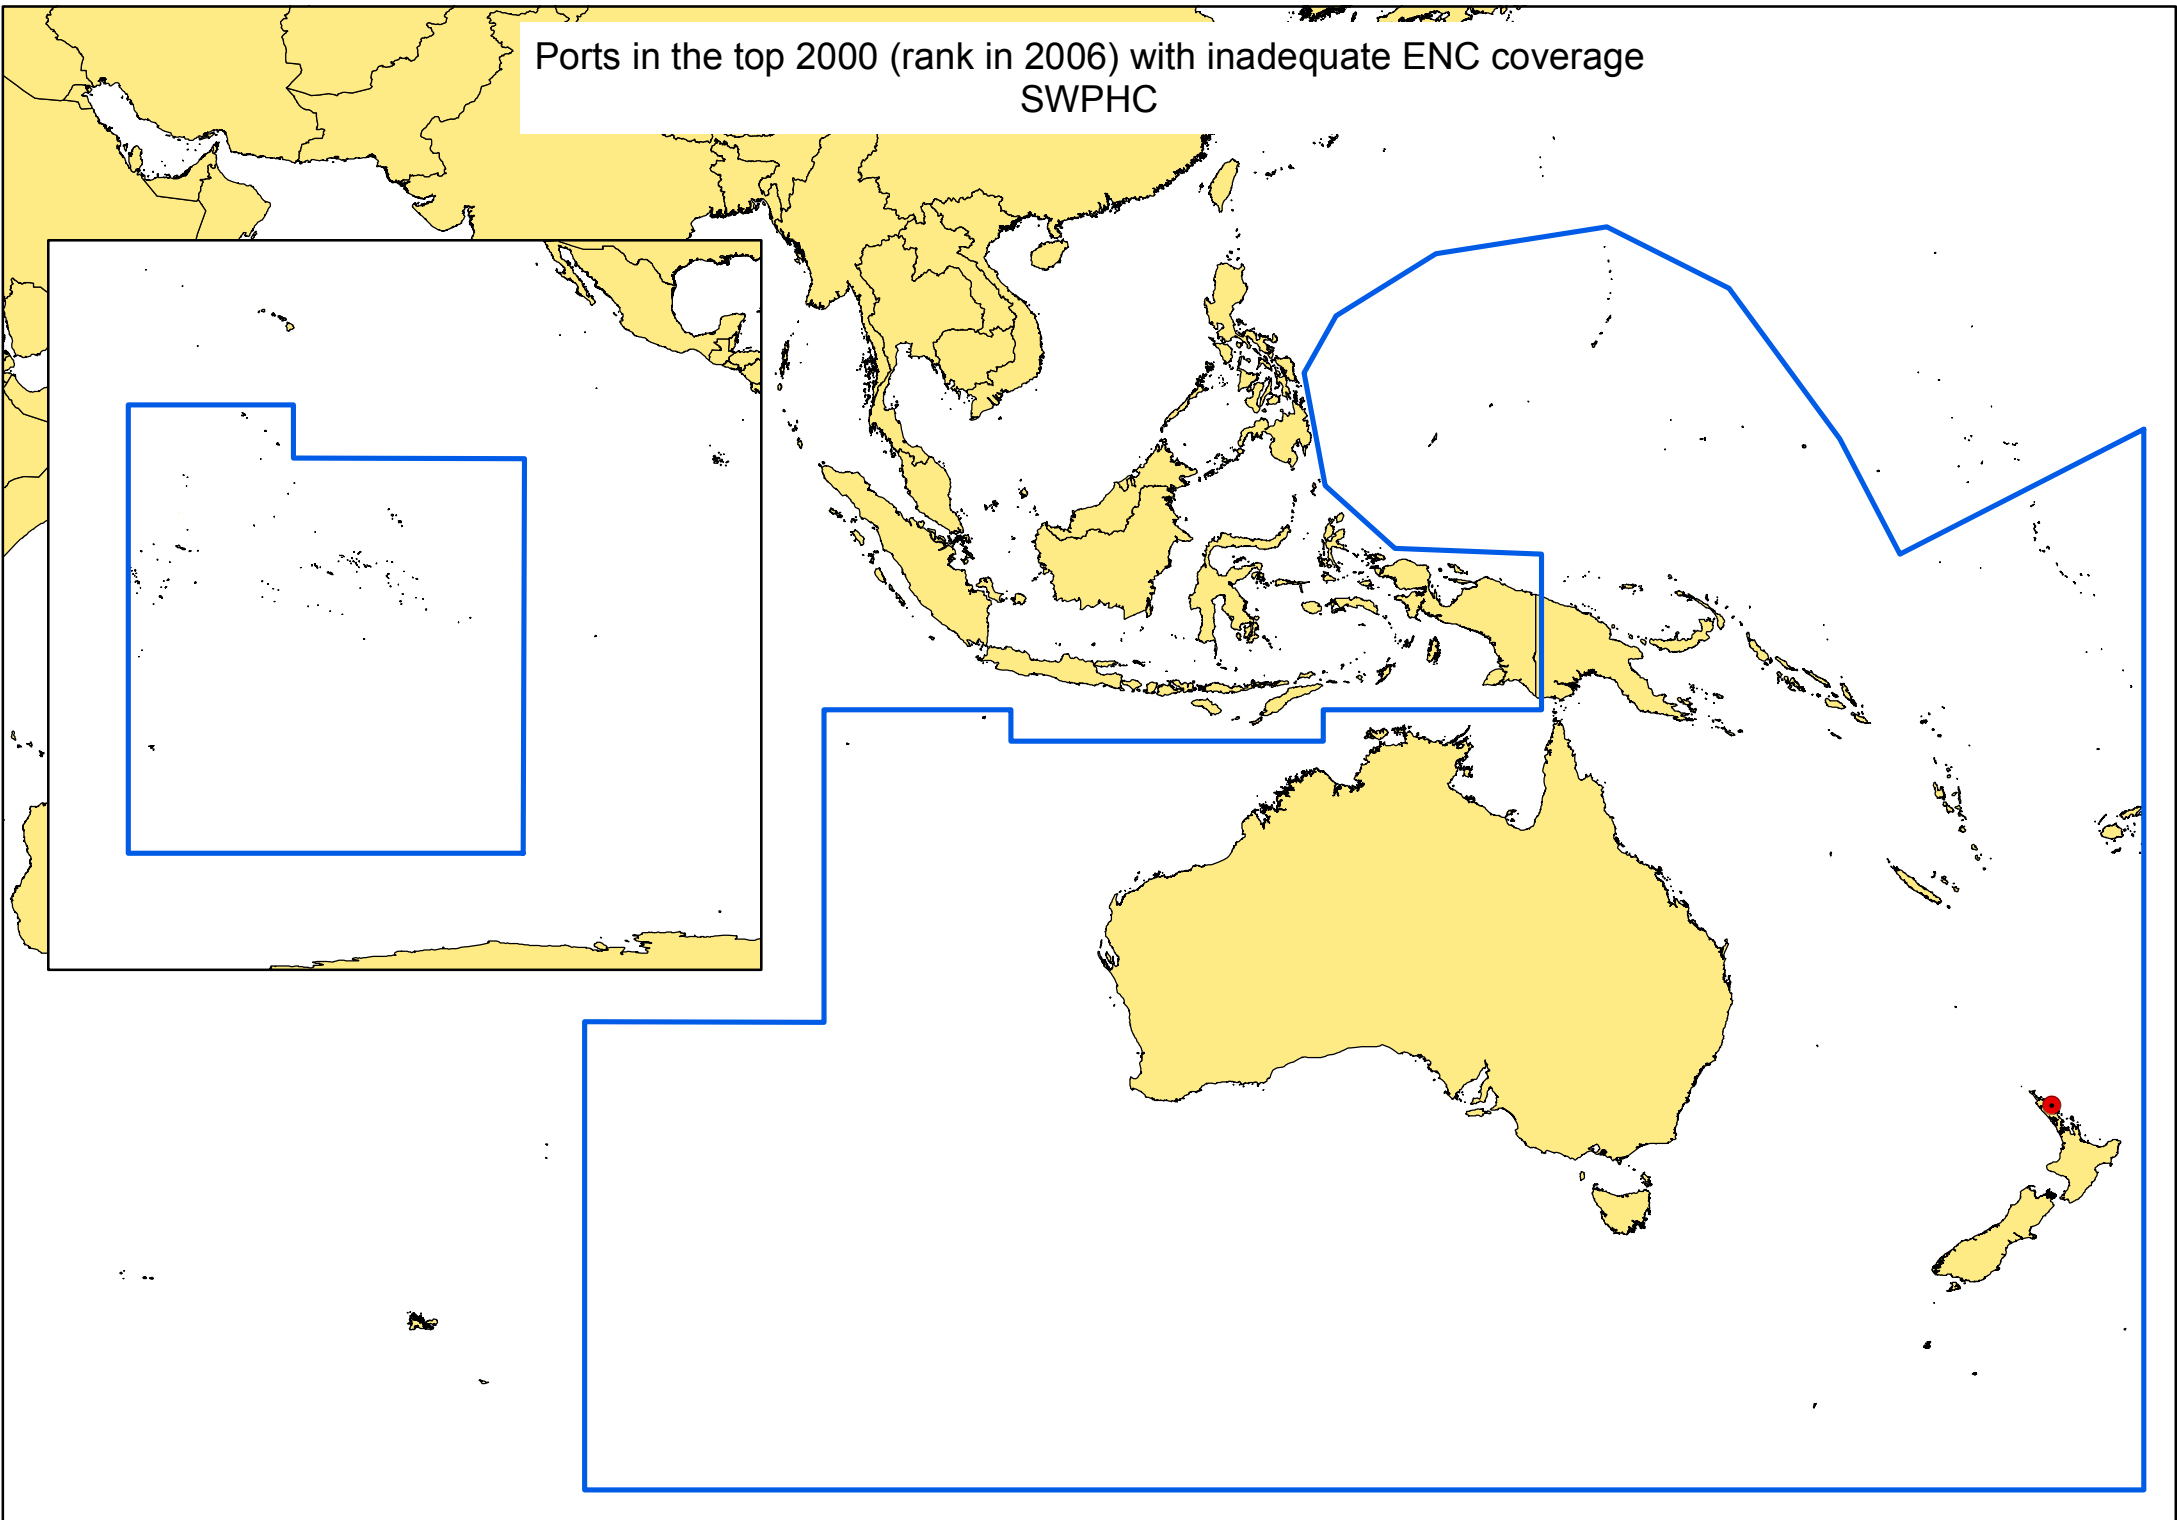 Ports in the top 2000 (rank in 2006) with inadequate ENC coverage
SWPHC